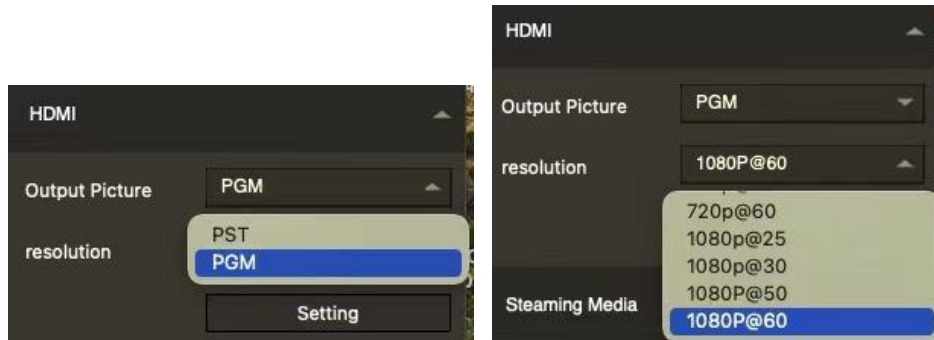 HDMI
Output Picture PGM
PST
PGM
resolution
Setting
HDMI
Output Picture PGM
resolution 1080P@60
720p@60
1080p@25
1080p@30
1080P@50
1080P@60
Steaming Media